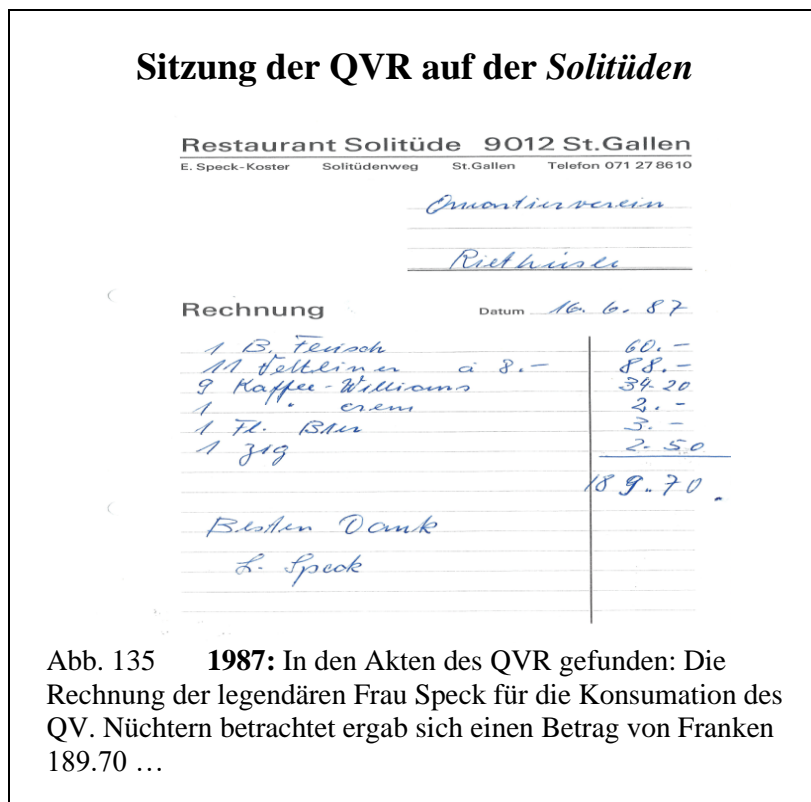 Sitzung der QVR auf der Solitüden
Restaurant Solitüde 9012 St.Gallen
E. Speck-Koster Solitüdenweg St.Gallen Telefon 071 27 86 10
Quartierverein
Riethüsli
Rechnung Datum 16. 6. 87
1 B. Fleisch 60.-
11 Veltliner à 8.- 88.-
9 Kaffee-Williams 34.20
1 " crem 2.-
1 Fl. Bier 3.-
1 Zig 2.50
189.70.
Besten Dank
L. Speck
Abb. 135 1987: In den Akten des QVR gefunden: Die
Rechnung der legendären Frau Speck für die Konsumation des
QV. Nüchtern betrachtet ergab sich einen Betrag von Franken
189.70 …